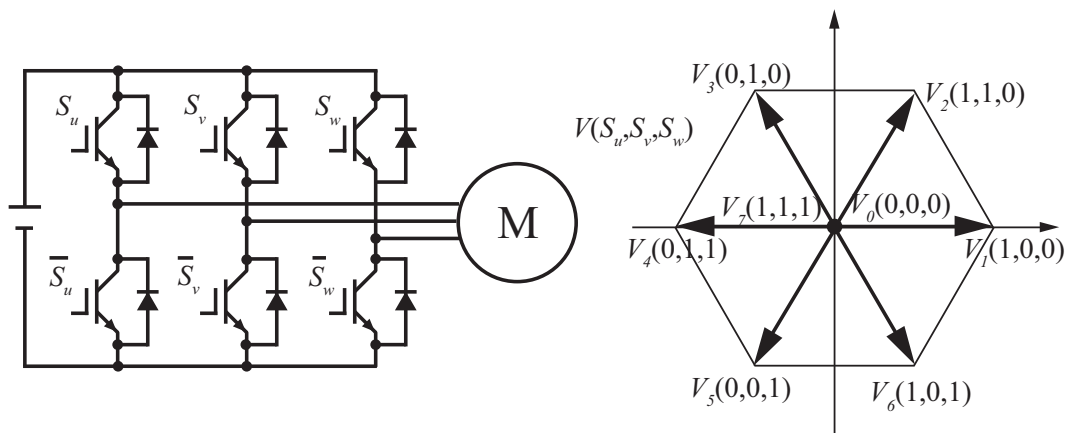 S_u S_v S_w
M
S̅_u S̅_v S̅_w
V_3(0,1,0)
V_2(1,1,0)
V(S_u,S_v,S_w)
V_7(1,1,1) V_0(0,0,0)
V_4(0,1,1) V_1(1,0,0)
V_5(0,0,1) V_6(1,0,1)